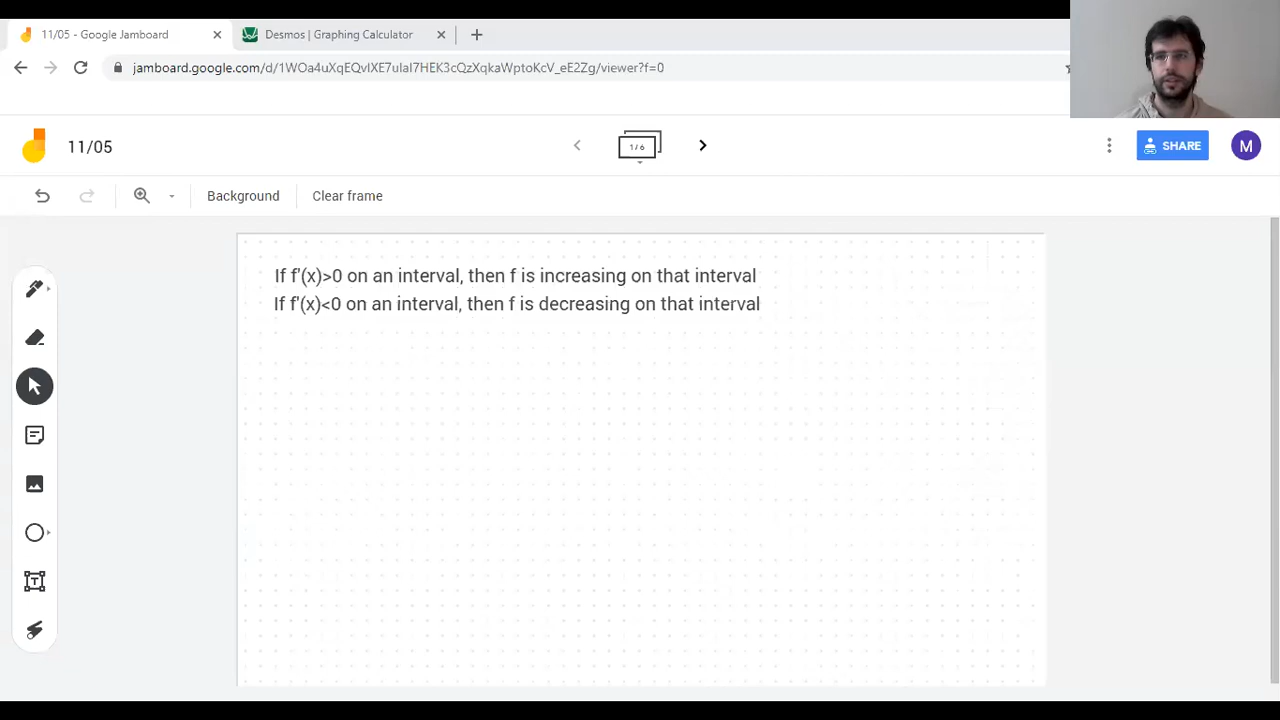 11/05 - Google Jamboard
Desmos | Graphing Calculator
jamboard.google.com/d/1WOa4uXqEQvlXE7ulaI7HEK3cQzXqkaWptoKcV_eE2Zg/viewer?f=0
11/05
1/6
SHARE
M
Background
Clear frame
If f'(x)>0 on an interval, then f is increasing on that interval
If f'(x)<0 on an interval, then f is decreasing on that interval